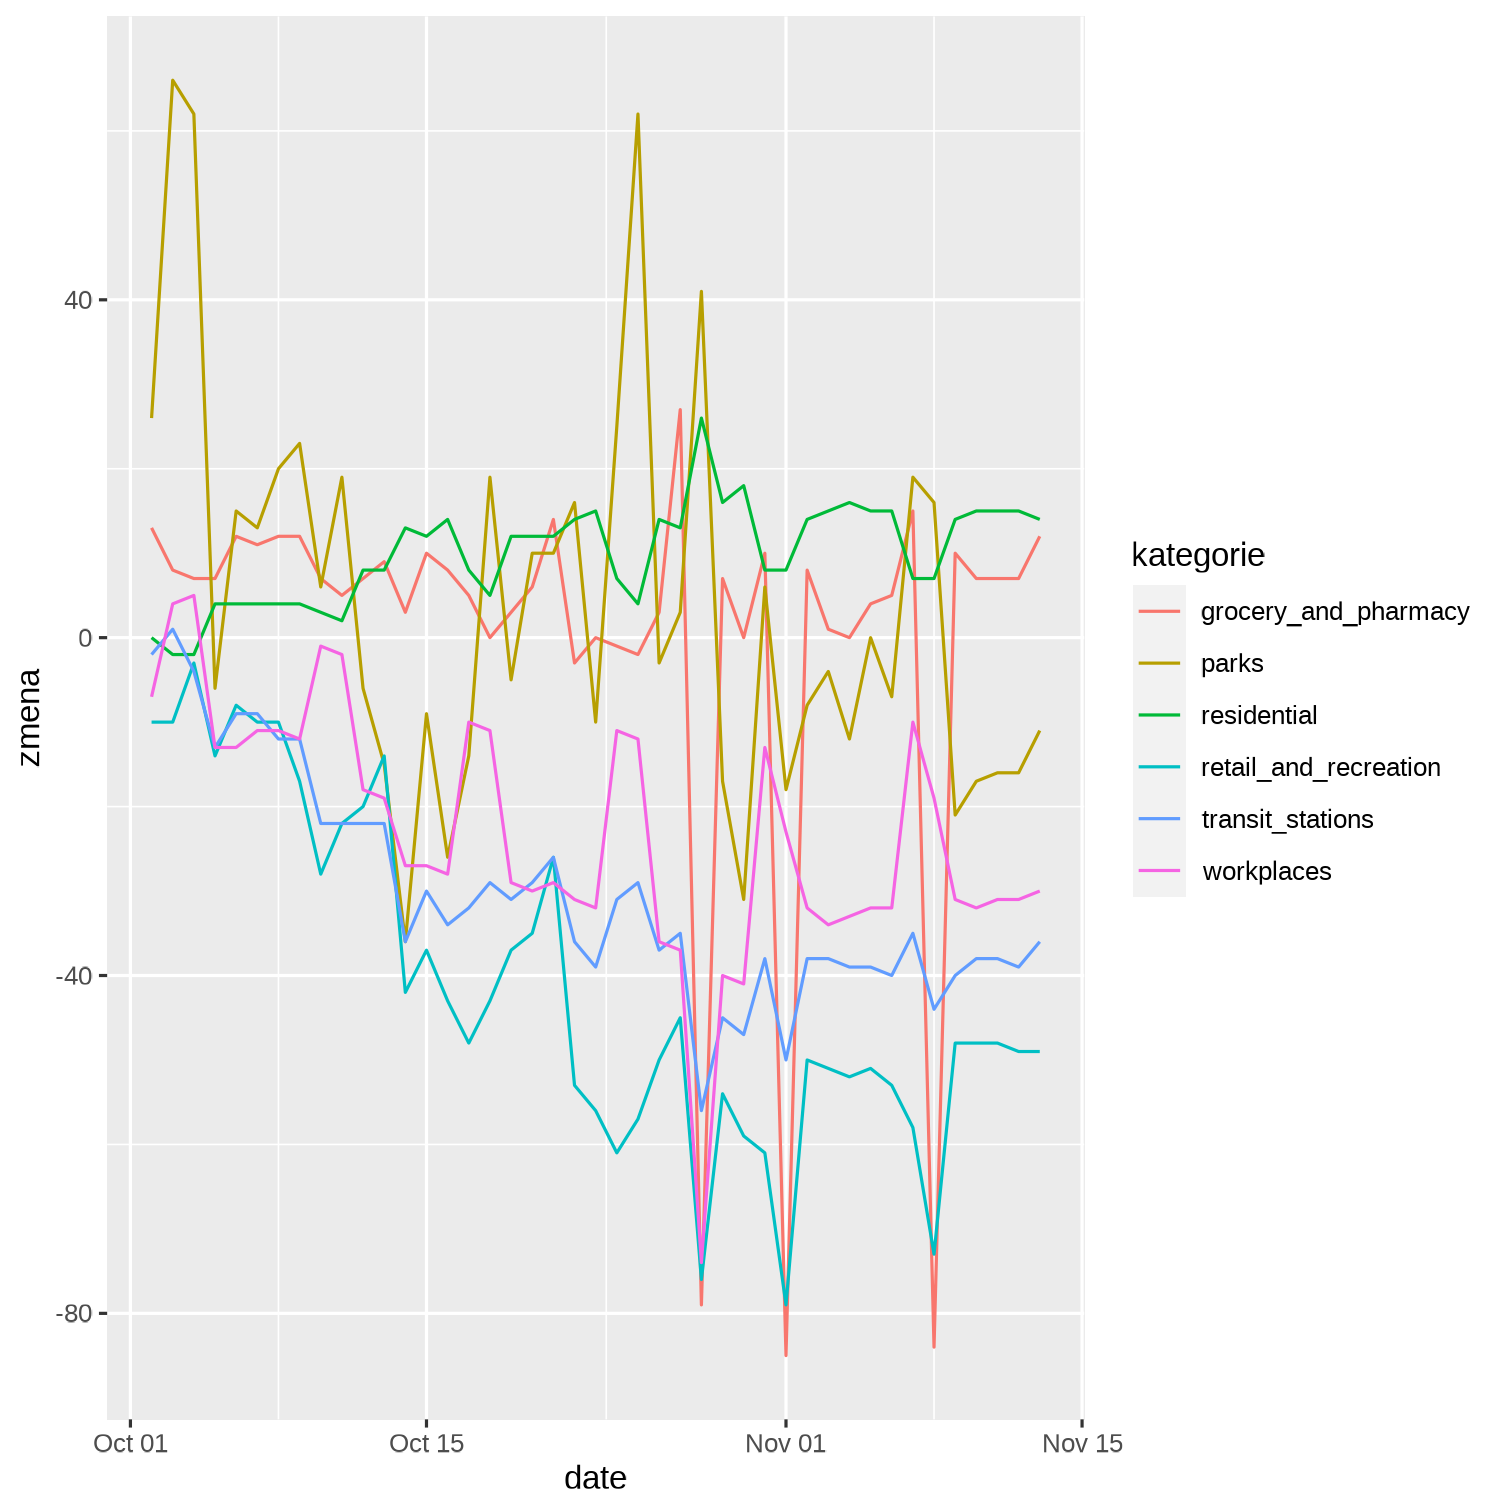 40
0
-40
-80
zmena
Oct 01
Oct 15
Nov 01
Nov 15
date
kategorie
grocery_and_pharmacy
parks
residential
retail_and_recreation
transit_stations
workplaces